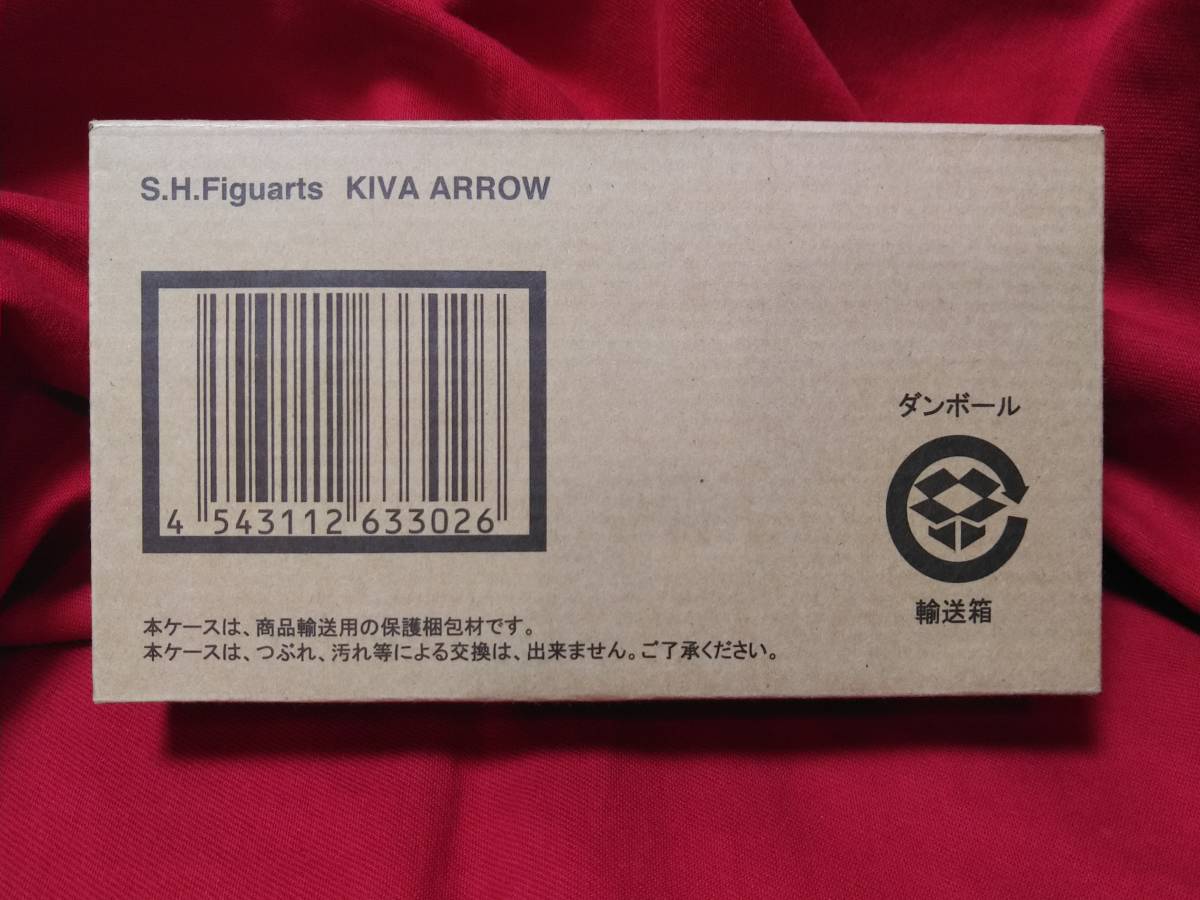 S.H.Figuarts KIVA ARROW
4 543112 633026
ダンボール
輸送箱
本ケースは、商品輸送用の保護梱包材です。
本ケースは、つぶれ、汚れ等による交換は、出来ません。ご了承ください。